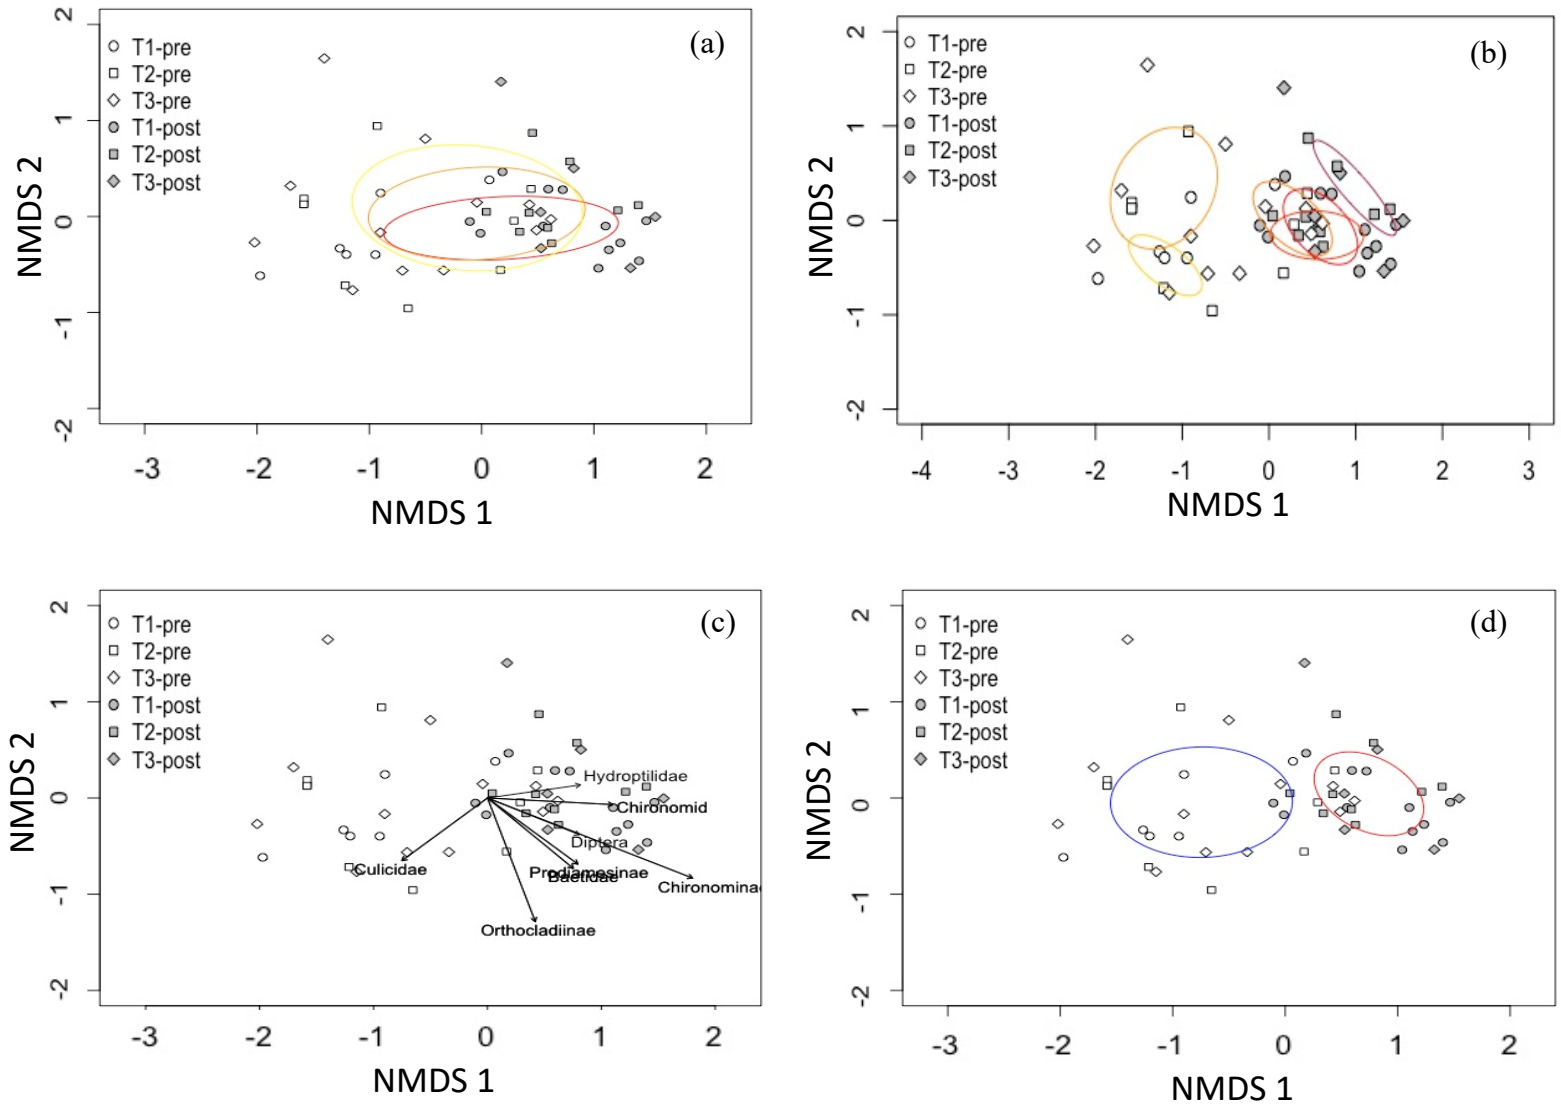 (a)
T1-pre
T2-pre
T3-pre
T1-post
T2-post
T3-post
2
1
0
-1
-2
NMDS 2
-3 -2 -1 0 1 2
NMDS 1
(b)
T1-pre
T2-pre
T3-pre
T1-post
T2-post
T3-post
2
1
0
-1
-2
NMDS 2
-4 -3 -2 -1 0 1 2 3
NMDS 1
(c)
T1-pre
T2-pre
T3-pre
T1-post
T2-post
T3-post
2
1
0
-1
-2
NMDS 2
Hydroptilidae
Chironomid
Diptera
Culicidae
Prodiamesinae
Baetidae
Chironominae
Orthocladiinae
-3 -2 -1 0 1 2
NMDS 1
(d)
T1-pre
T2-pre
T3-pre
T1-post
T2-post
T3-post
2
1
0
-1
-2
NMDS 2
-3 -2 -1 0 1 2
NMDS 1